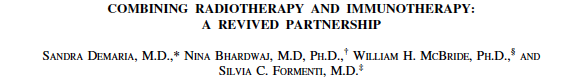 COMBINING RADIOTHERAPY AND IMMUNOTHERAPY:
A REVIVED PARTNERSHIP
SANDRA DEMARIA, M.D.,* NINA BHARDWAJ, M.D, PH.D.,† WILLIAM H. MCBRIDE, PH.D.,§ AND
SILVIA C. FORMENTI, M.D.‡